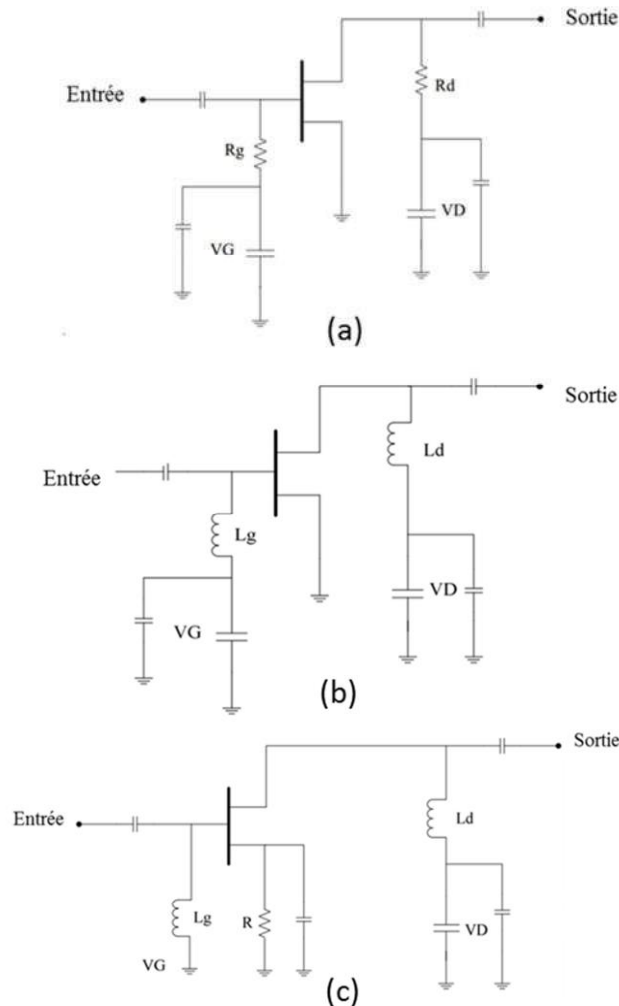 Sortie
Entrée
Rd
Rg
VD
VG
(a)
Sortie
Entrée
Ld
Lg
VD
VG
(b)
Sortie
Entrée
Ld
Lg
R
VD
VG
(c)